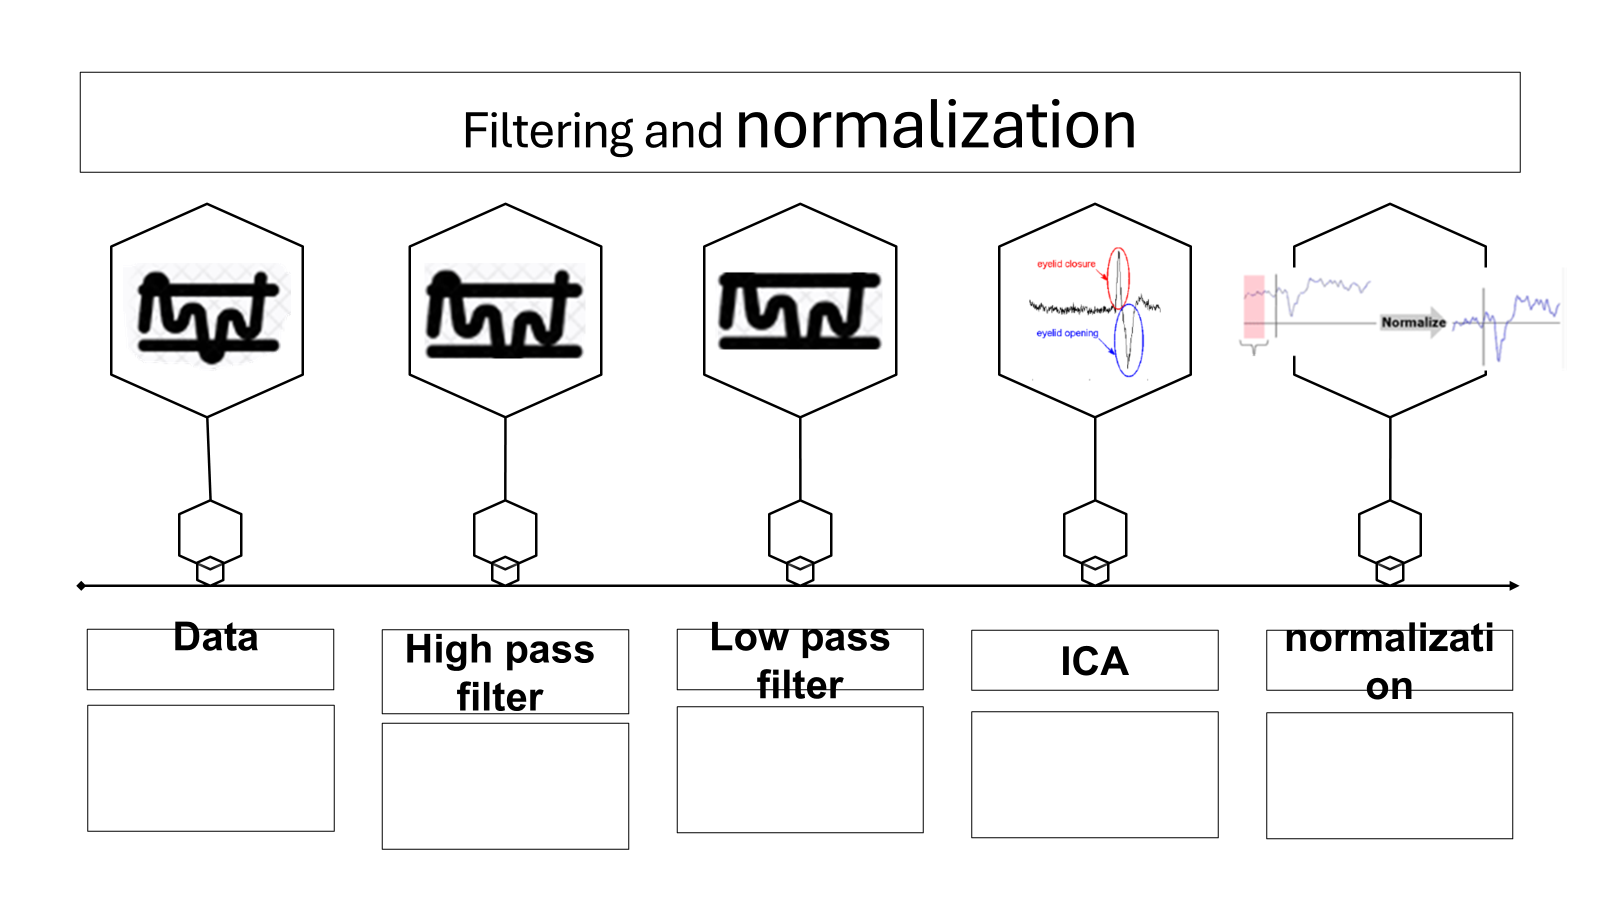 Filtering and normalization
eyelid closure
eyelid opening
Normalize
Data
High pass
filter
Low pass
filter
ICA
normalizati
on